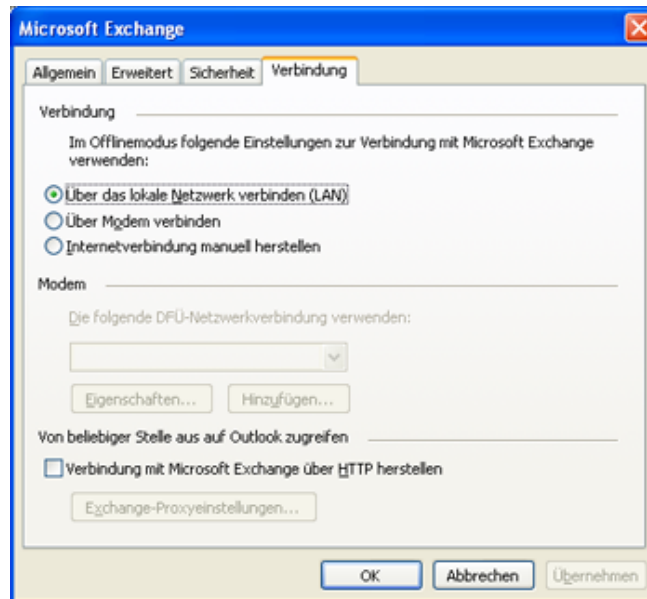 Microsoft Exchange
Allgemein Erweitert Sicherheit Verbindung
Verbindung
Im Offlinemodus folgende Einstellungen zur Verbindung mit Microsoft Exchange
verwenden:
Über das lokale Netzwerk verbinden (LAN)
Über Modem verbinden
Internetverbindung manuell herstellen
Modem
Die folgende DFÜ-Netzwerkverbindung verwenden:
Eigenschaften... Hinzufügen...
Von beliebiger Stelle aus auf Outlook zugreifen
Verbindung mit Microsoft Exchange über HTTP herstellen
Exchange-Proxyeinstellungen...
OK Abbrechen Übernehmen